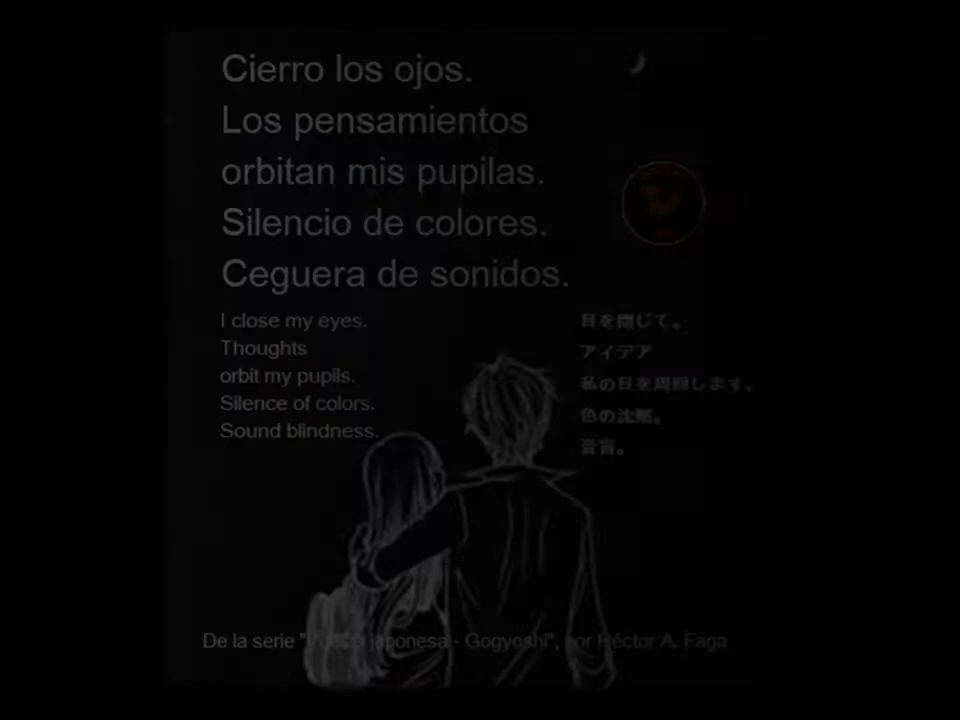 Cierro los ojos.
Los pensamientos
orbitan mis pupilas.
Silencio de colores.
Ceguera de sonidos.
I close my eyes.
Thoughts
orbit my pupils.
Silence of colors.
Sound blindness.
目を閉じて。
アイデア
私の目を周回します。
色の沈黙。
音盲。
De la serie "Poesía japonesa - Gogyoshi", por Héctor A. Faga